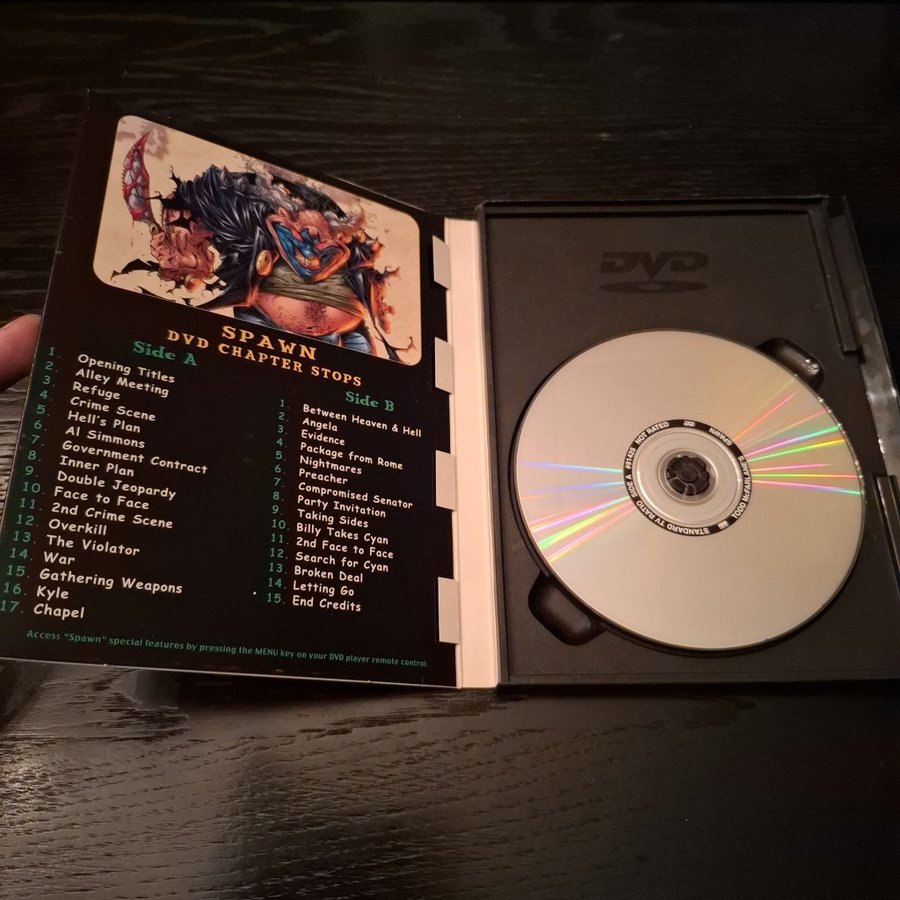 SPAWN
DVD CHAPTER STOPS
Side A
1. Opening Titles
2. Alley Meeting
3. Refuge
4. Crime Scene
5. Hell's Plan
6. Al Simmons
7. Government Contract
8. Inner Plan
9. Double Jeopardy
10. Face to Face
11. 2nd Crime Scene
12. Overkill
13. The Violator
14. War
15. Gathering Weapons
16. Kyle
17. Chapel
Side B
1. Between Heaven & Hell
2. Angela
3. Evidence
4. Package from Rome
5. Nightmares
6. Preacher
7. Compromised Senator
8. Party Invitation
9. Taking Sides
10. Billy Takes Cyan
11. 2nd Face to Face
12. Search for Cyan
13. Broken Deal
14. Letting Go
15. End Credits
Access "Spawn" special features by pressing the MENU key on your DVD player remote control.
DVD
STANDARD TV RATIO SIDE A 91425 NOT RATED
SPAWN
TODD McFARLANE